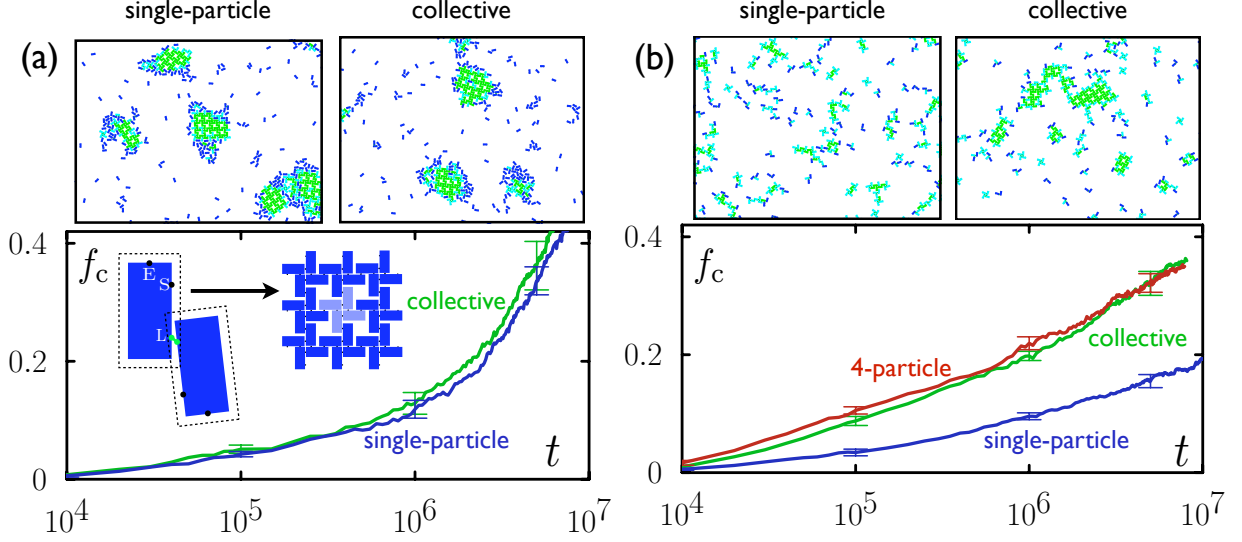 single-particle
collective
single-particle
collective
(a)
(b)
0.4
f_c
E
S
L
collective
0.2
single-particle
0
t
10^4
10^5
10^6
10^7
0.4
f_c
4-particle
collective
0.2
single-particle
0
t
10^4
10^5
10^6
10^7